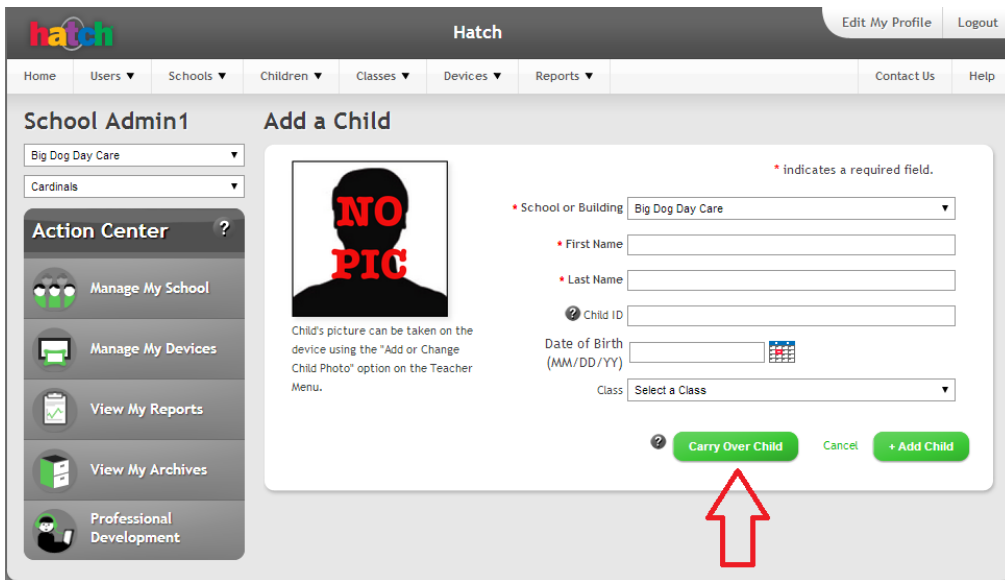 hatch
Hatch
Edit My Profile Logout
Home Users ▼ Schools ▼ Children ▼ Classes ▼ Devices ▼ Reports ▼ Contact Us Help
School Admin1
Big Dog Day Care ▼
Cardinals ▼
Action Center ?
Manage My School
Manage My Devices
View My Reports
View My Archives
Professional
Development
Add a Child
NO
PIC
Child's picture can be taken on the
device using the "Add or Change
Child Photo" option on the Teacher
Menu.
* indicates a required field.
* School or Building Big Dog Day Care ▼
* First Name
* Last Name
? Child ID
Date of Birth
(MM/DD/YY)
Class Select a Class ▼
? Carry Over Child Cancel + Add Child